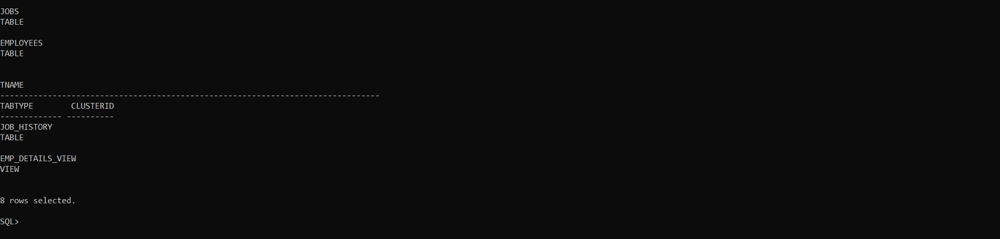 JOBS
TABLE
EMPLOYEES
TABLE
TNAME
--------------------------------------------------------------------------------
TABTYPE        CLUSTERID
------------- ----------
JOB_HISTORY
TABLE
EMP_DETAILS_VIEW
VIEW
8 rows selected.
SQL>